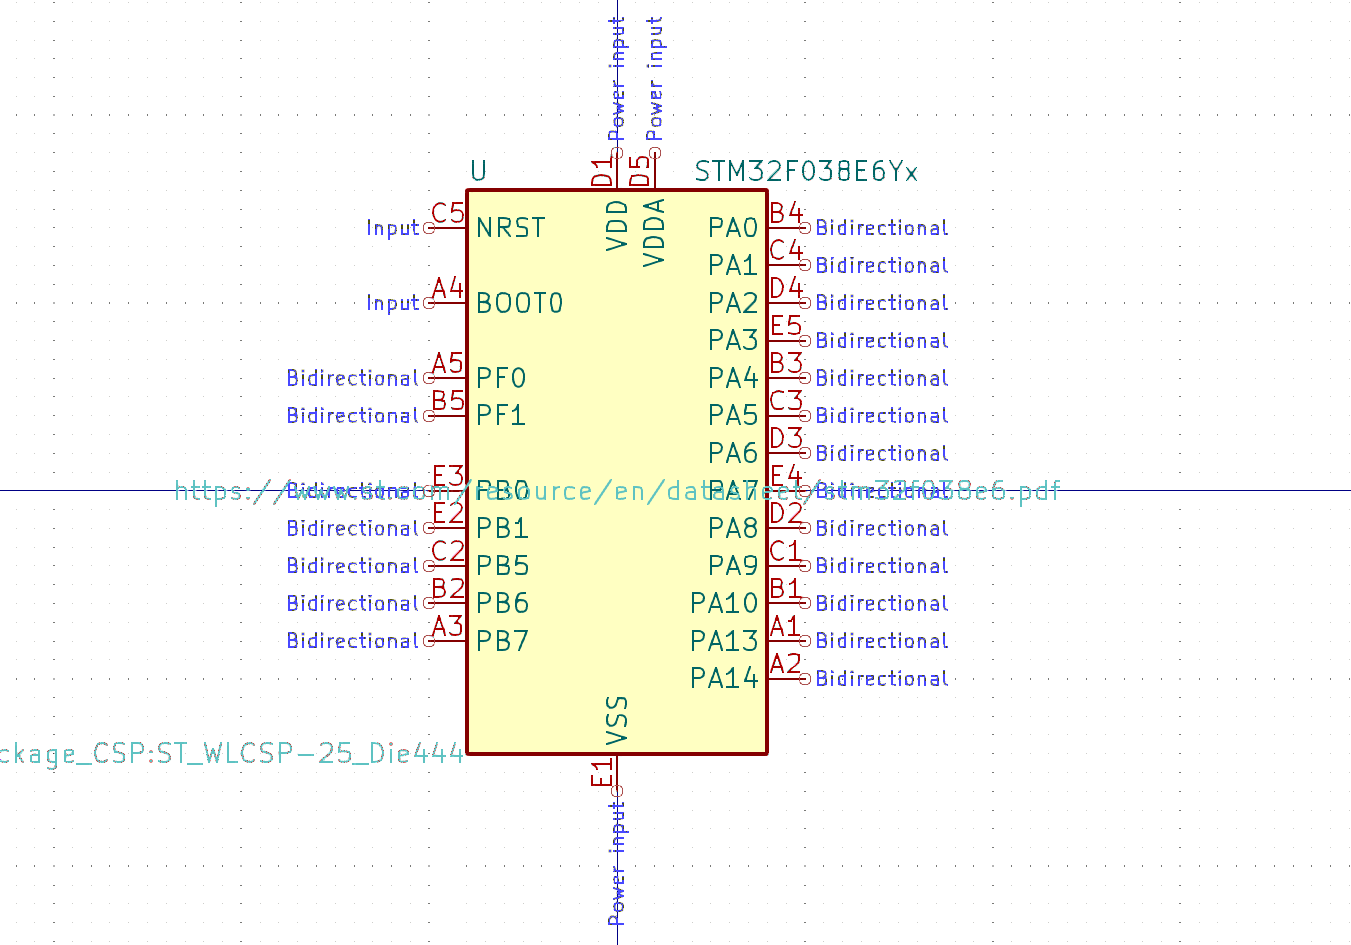 Power input
Power input
D1
D5
U
STM32F038E6Yx
VDD
VDDA
Input C5 NRST
PA0 B4 Bidirectional
PA1 C4 Bidirectional
Input A4 BOOT0
PA2 D4 Bidirectional
PA3 E5 Bidirectional
Bidirectional A5 PF0
PA4 B3 Bidirectional
Bidirectional B5 PF1
PA5 C3 Bidirectional
PA6 D3 Bidirectional
Bidirectional E3 PB0
PA7 E4 Bidirectional
https://www.st.com/resource/en/datasheet/stm32f038e6.pdf
Bidirectional E2 PB1
PA8 D2 Bidirectional
Bidirectional C2 PB5
PA9 C1 Bidirectional
Bidirectional B2 PB6
PA10 B1 Bidirectional
Bidirectional A3 PB7
PA13 A1 Bidirectional
PA14 A2 Bidirectional
VSS
ckage_CSP:ST_WLCSP-25_Die444
E1
Power input